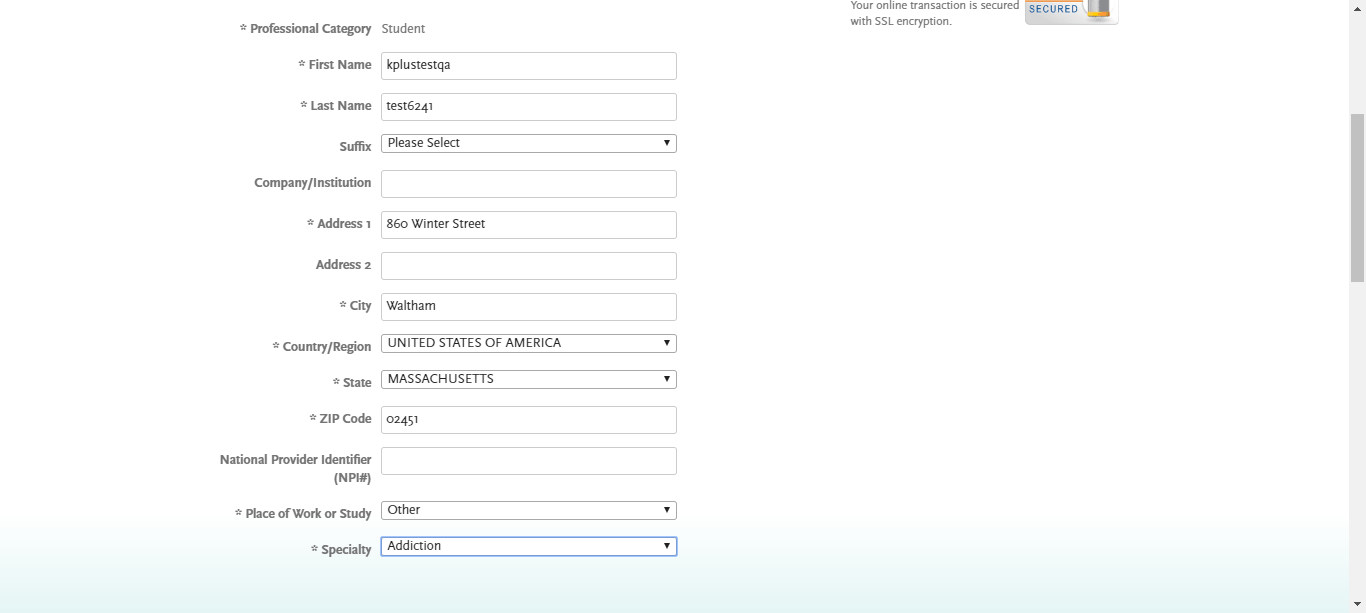 Your online transaction is secured
with SSL encryption.
SECURED
* Professional Category Student
* First Name kplustestqa
* Last Name test6241
Suffix Please Select
Company/Institution
* Address 1 860 Winter Street
Address 2
* City Waltham
* Country/Region UNITED STATES OF AMERICA
* State MASSACHUSETTS
* ZIP Code 02451
National Provider Identifier
(NPI#)
* Place of Work or Study Other
* Specialty Addiction